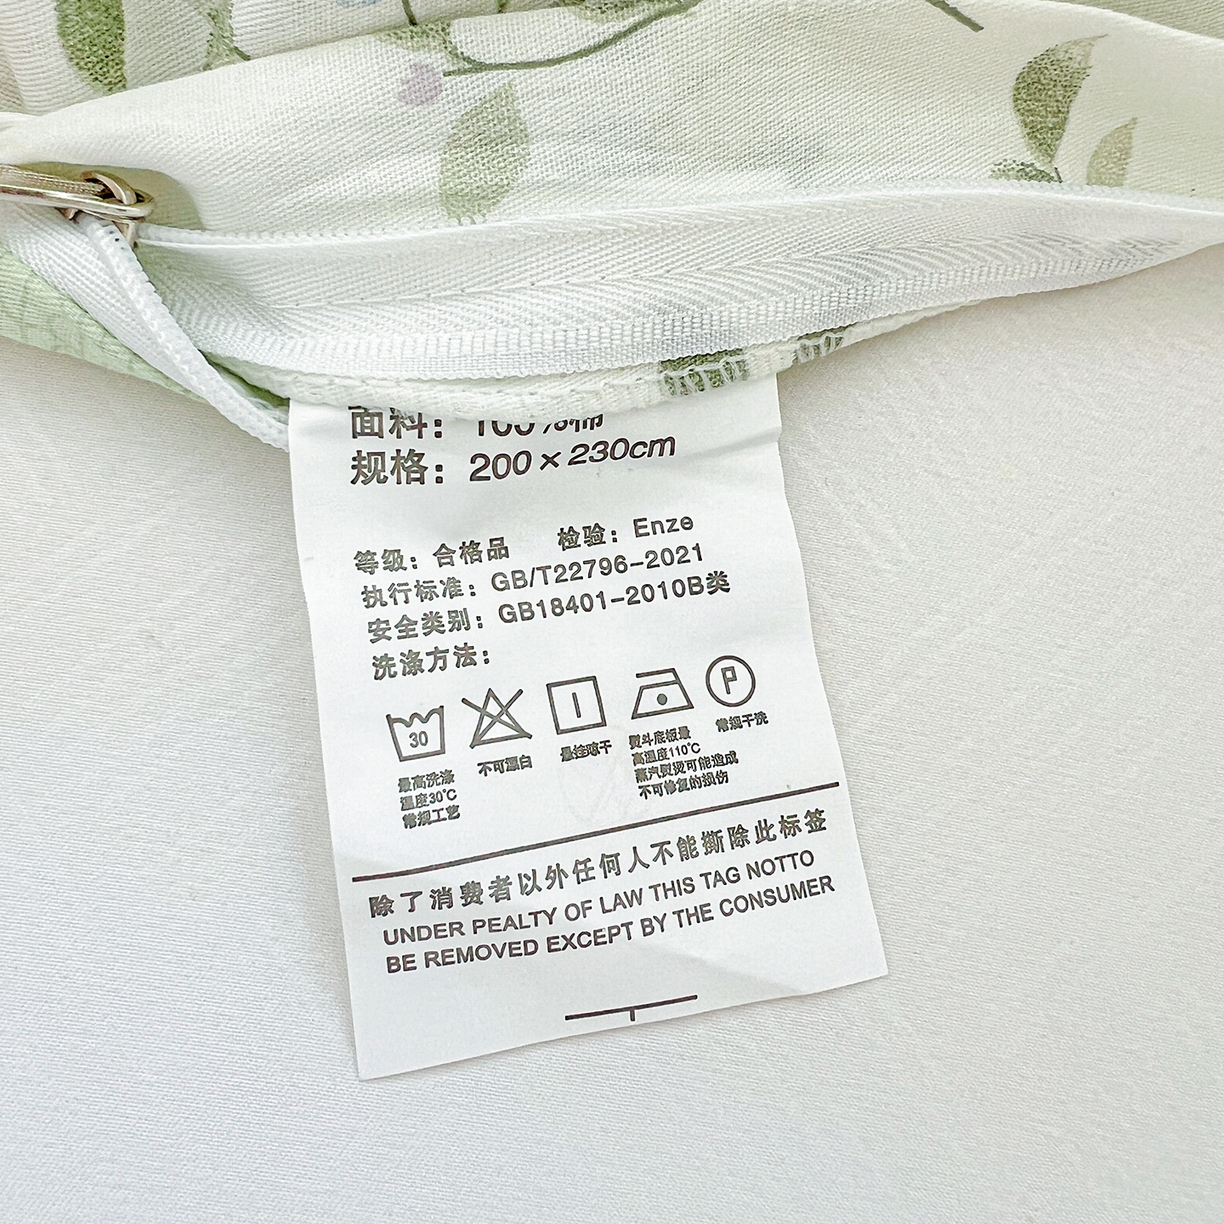 面料：100%棉
规格：200×230cm
等级：合格品 检验：Enze
执行标准：GB/T22796-2021
安全类别：GB18401-2010B类
洗涤方法：
30
P
最高洗涤
温度30℃
常规工艺
不可漂白
悬挂晾干
熨斗底板最
高温度110℃
蒸汽熨烫可能造成
不可修复的损伤
常规干洗
除了消费者以外任何人不能撕除此标签
UNDER PEALTY OF LAW THIS TAG NOTTO
BE REMOVED EXCEPT BY THE CONSUMER